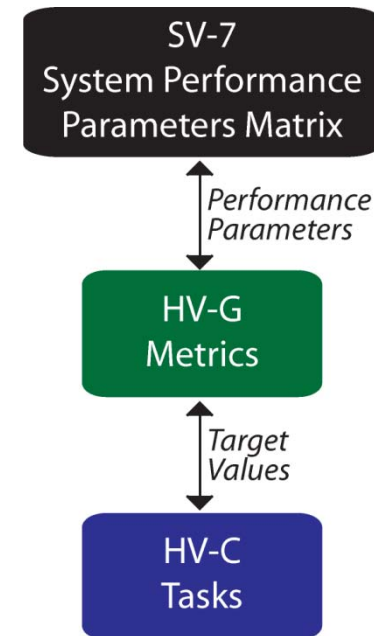 SV-7
System Performance
Parameters Matrix
Performance
Parameters
HV-G
Metrics
Target
Values
HV-C
Tasks